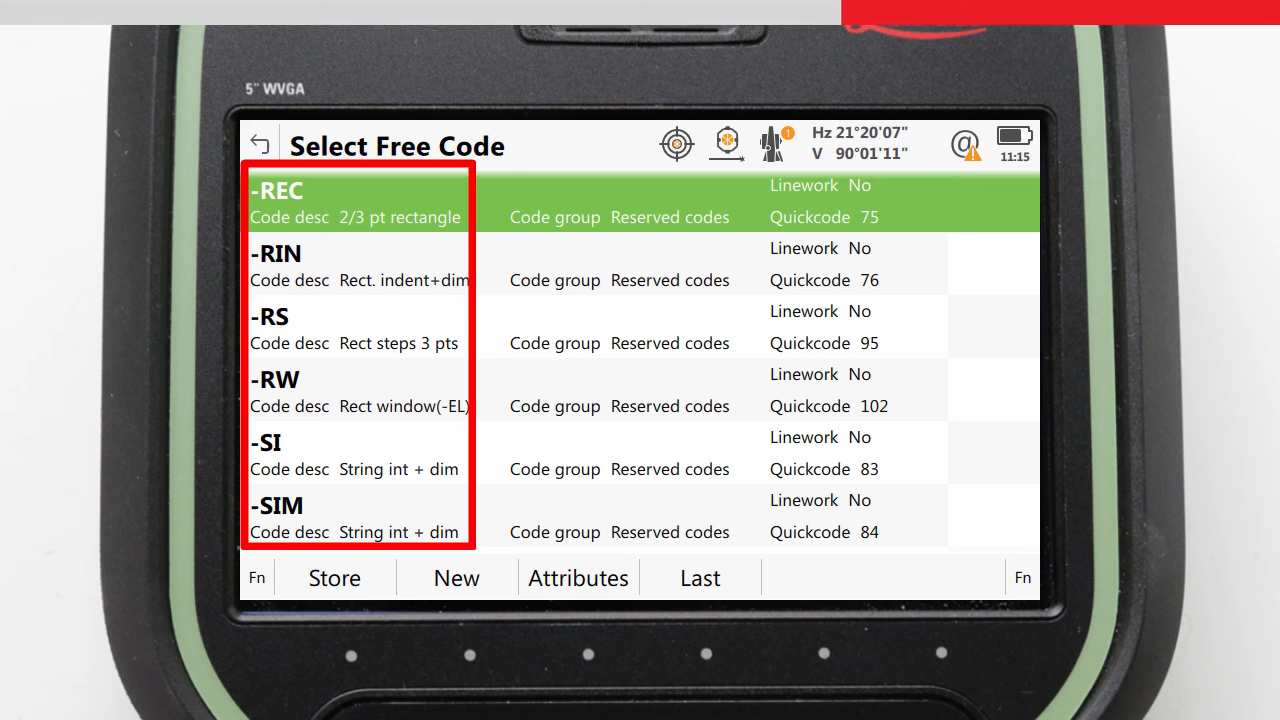 5" WVGA
Select Free Code
1
Hz 21°20'07"
V 90°01'11"
@
11:15
-REC
Linework No
Code desc 2/3 pt rectangle Code group Reserved codes Quickcode 75
-RIN
Linework No
Code desc Rect. indent+dim Code group Reserved codes Quickcode 76
-RS
Linework No
Code desc Rect steps 3 pts Code group Reserved codes Quickcode 95
-RW
Linework No
Code desc Rect window(-EL) Code group Reserved codes Quickcode 102
-SI
Linework No
Code desc String int + dim Code group Reserved codes Quickcode 83
-SIM
Linework No
Code desc String int + dim Code group Reserved codes Quickcode 84
Fn Store New Attributes Last Fn